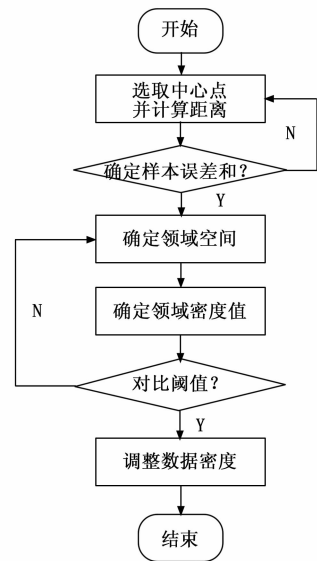 开始
选取中心点
并计算距离
N
确定样本误差和?
Y
确定领域空间
N
确定领域密度值
对比阈值?
Y
调整数据密度
结束